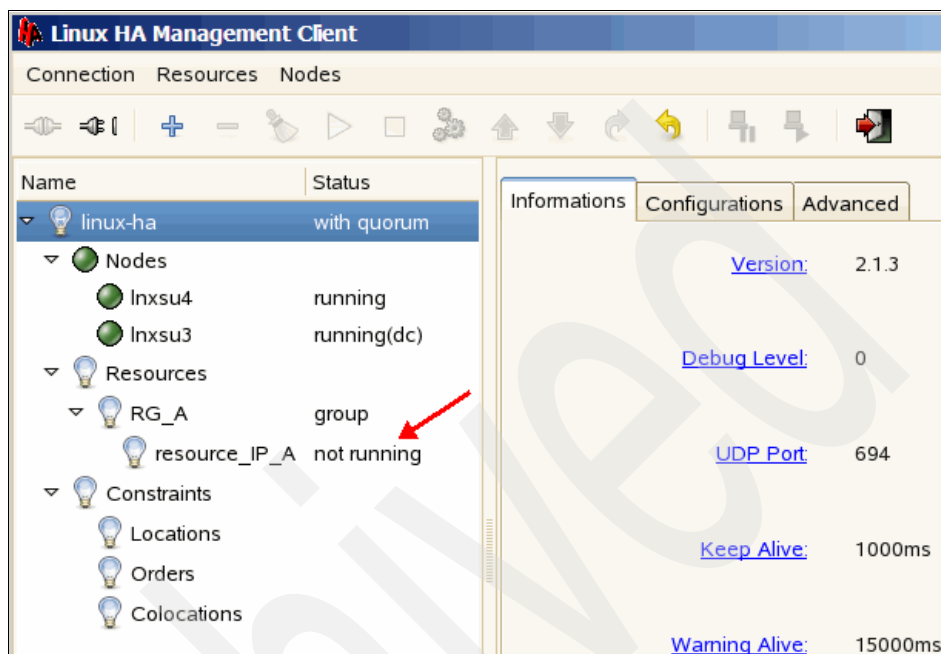 Linux HA Management Client
Connection Resources Nodes
Name Status
linux-ha with quorum
Nodes
lnxsu4 running
lnxsu3 running(dc)
Resources
RG_A group
resource_IP_A not running
Constraints
Locations
Orders
Colocations
Informations Configurations Advanced
Version: 2.1.3
Debug Level: 0
UDP Port: 694
Keep Alive: 1000ms
Warning Alive: 15000ms